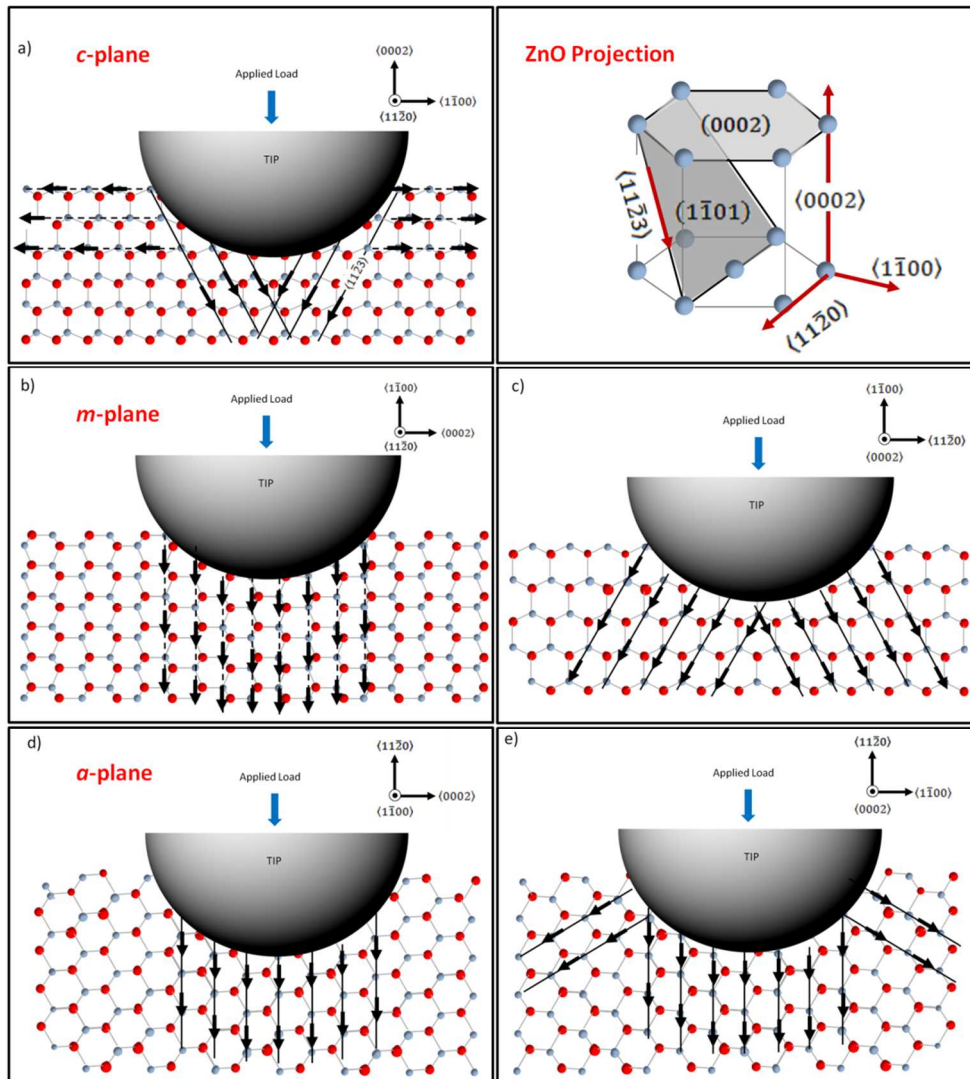 a)
c-plane
Applied Load
TIP
⟨0002⟩
⟨11̄00⟩
⟨112̄0⟩
⟨112̄3⟩
ZnO Projection
(0002)
⟨112̄3⟩
(11̄01)
⟨0002⟩
⟨11̄00⟩
⟨112̄0⟩
b)
m-plane
Applied Load
TIP
⟨11̄00⟩
⟨0002⟩
⟨112̄0⟩
c)
Applied Load
TIP
⟨11̄00⟩
⟨112̄0⟩
⟨0002⟩
d)
a-plane
Applied Load
TIP
⟨112̄0⟩
⟨0002⟩
⟨11̄00⟩
e)
Applied Load
TIP
⟨112̄0⟩
⟨11̄00⟩
⟨0002⟩